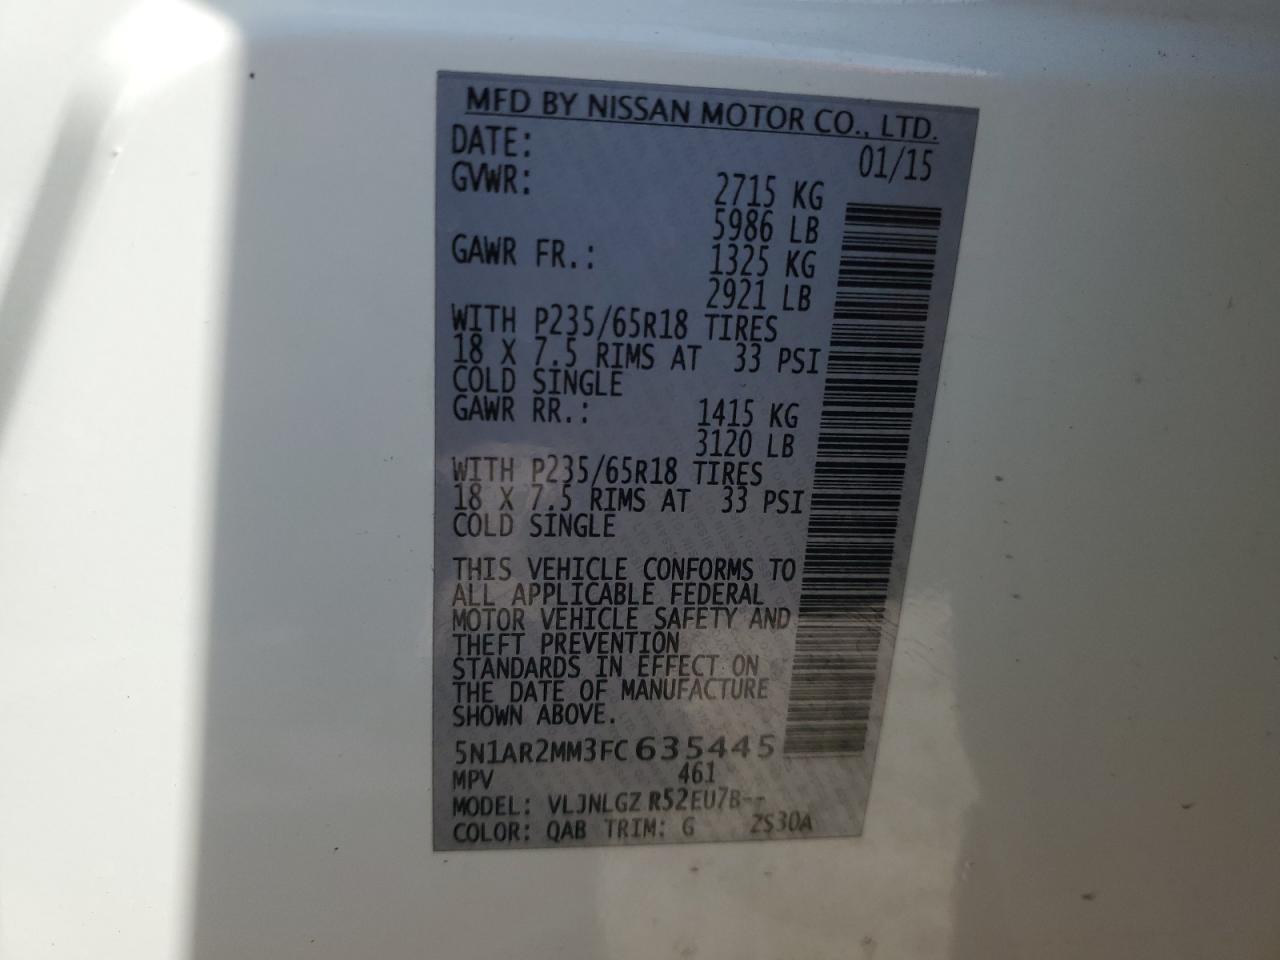 MFD BY NISSAN MOTOR CO., LTD.
DATE: 01/15
GVWR: 2715 KG
5986 LB
GAWR FR.: 1325 KG
2921 LB
WITH P235/65R18 TIRES
18 X 7.5 RIMS AT 33 PSI
COLD SINGLE
GAWR RR.: 1415 KG
3120 LB
WITH P235/65R18 TIRES
18 X 7.5 RIMS AT 33 PSI
COLD SINGLE
THIS VEHICLE CONFORMS TO
ALL APPLICABLE FEDERAL
MOTOR VEHICLE SAFETY AND
THEFT PREVENTION
STANDARDS IN EFFECT ON
THE DATE OF MANUFACTURE
SHOWN ABOVE.
5N1AR2MM3FC635445
MPV 461
MODEL: VLJNLGZ R52EU7B--
COLOR: QAB TRIM: G ZS30A